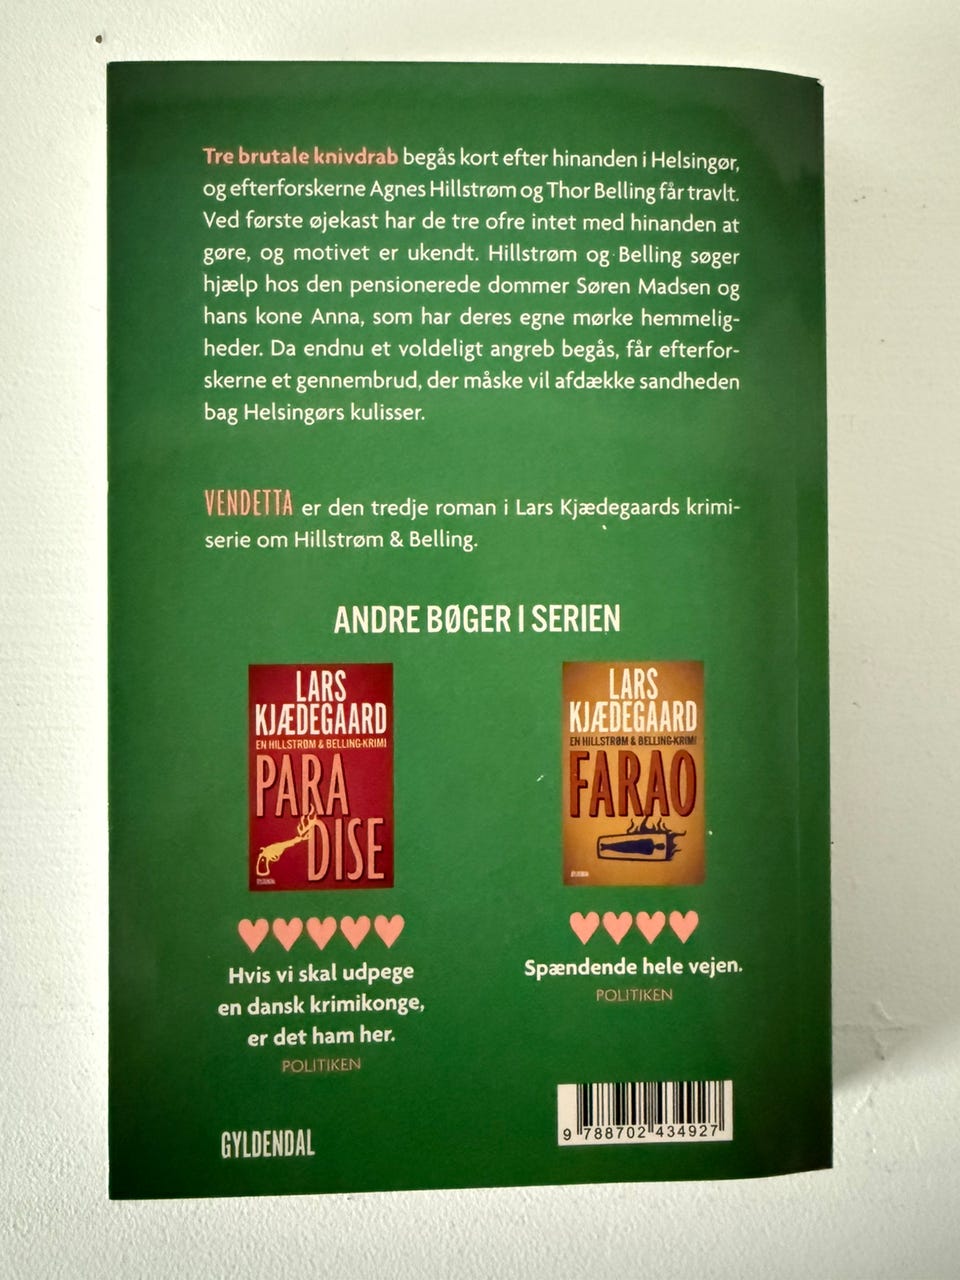 Tre brutale knivdrab begås kort efter hinanden i Helsingør,
og efterforskerne Agnes Hillstrøm og Thor Belling får travlt.
Ved første øjekast har de tre ofre intet med hinanden at
gøre, og motivet er ukendt. Hillstrøm og Belling søger
hjælp hos den pensionerede dommer Søren Madsen og
hans kone Anna, som har deres egne mørke hemmelig-
heder. Da endnu et voldeligt angreb begås, får efterfor-
skerne et gennembrud, der måske vil afdække sandheden
bag Helsingørs kulisser.
VENDETTA er den tredje roman i Lars Kjædegaards krimi-
serie om Hillstrøm & Belling.
ANDRE BØGER I SERIEN
LARS
KJÆDEGAARD
EN HILLSTRØM & BELLING-KRIMI
PARA
DISE
GYLDENDAL
Hvis vi skal udpege
en dansk krimikonge,
er det ham her.
POLITIKEN
LARS
KJÆDEGAARD
EN HILLSTRØM & BELLING-KRIMI
FARAO
GYLDENDAL
Spændende hele vejen.
POLITIKEN
GYLDENDAL
9 788702 434927